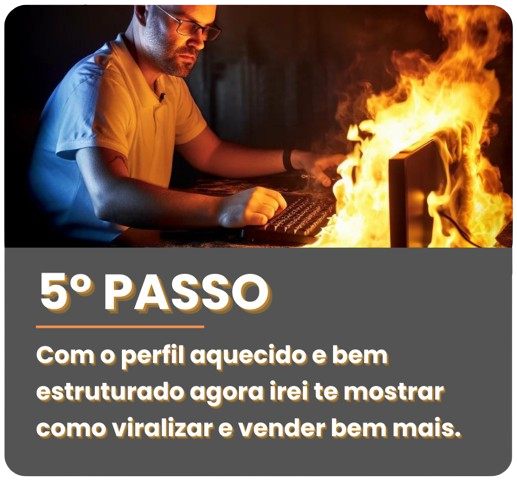 5º PASSO
Com o perfil aquecido e bem
estruturado agora irei te mostrar
como viralizar e vender bem mais.